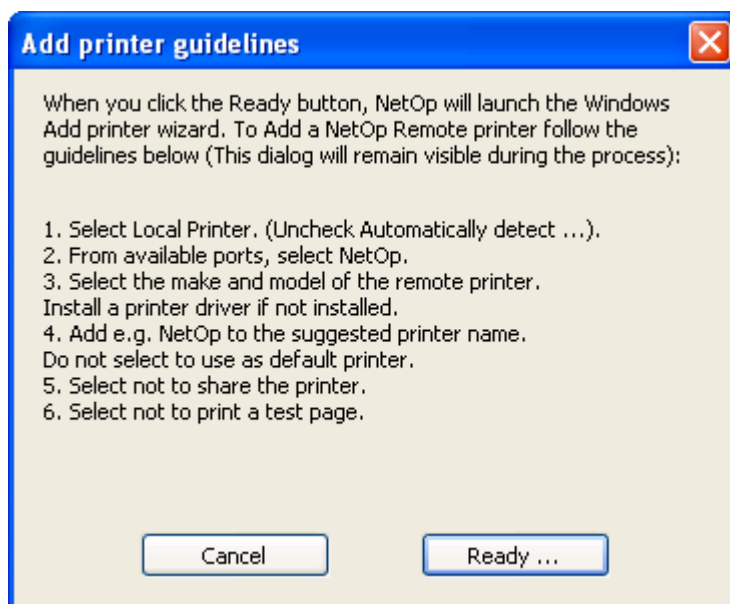 Add printer guidelines
When you click the Ready button, NetOp will launch the Windows
Add printer wizard. To Add a NetOp Remote printer follow the
guidelines below (This dialog will remain visible during the process):
1. Select Local Printer. (Uncheck Automatically detect ...).
2. From available ports, select NetOp.
3. Select the make and model of the remote printer.
Install a printer driver if not installed.
4. Add e.g. NetOp to the suggested printer name.
Do not select to use as default printer.
5. Select not to share the printer.
6. Select not to print a test page.
Cancel
Ready ...